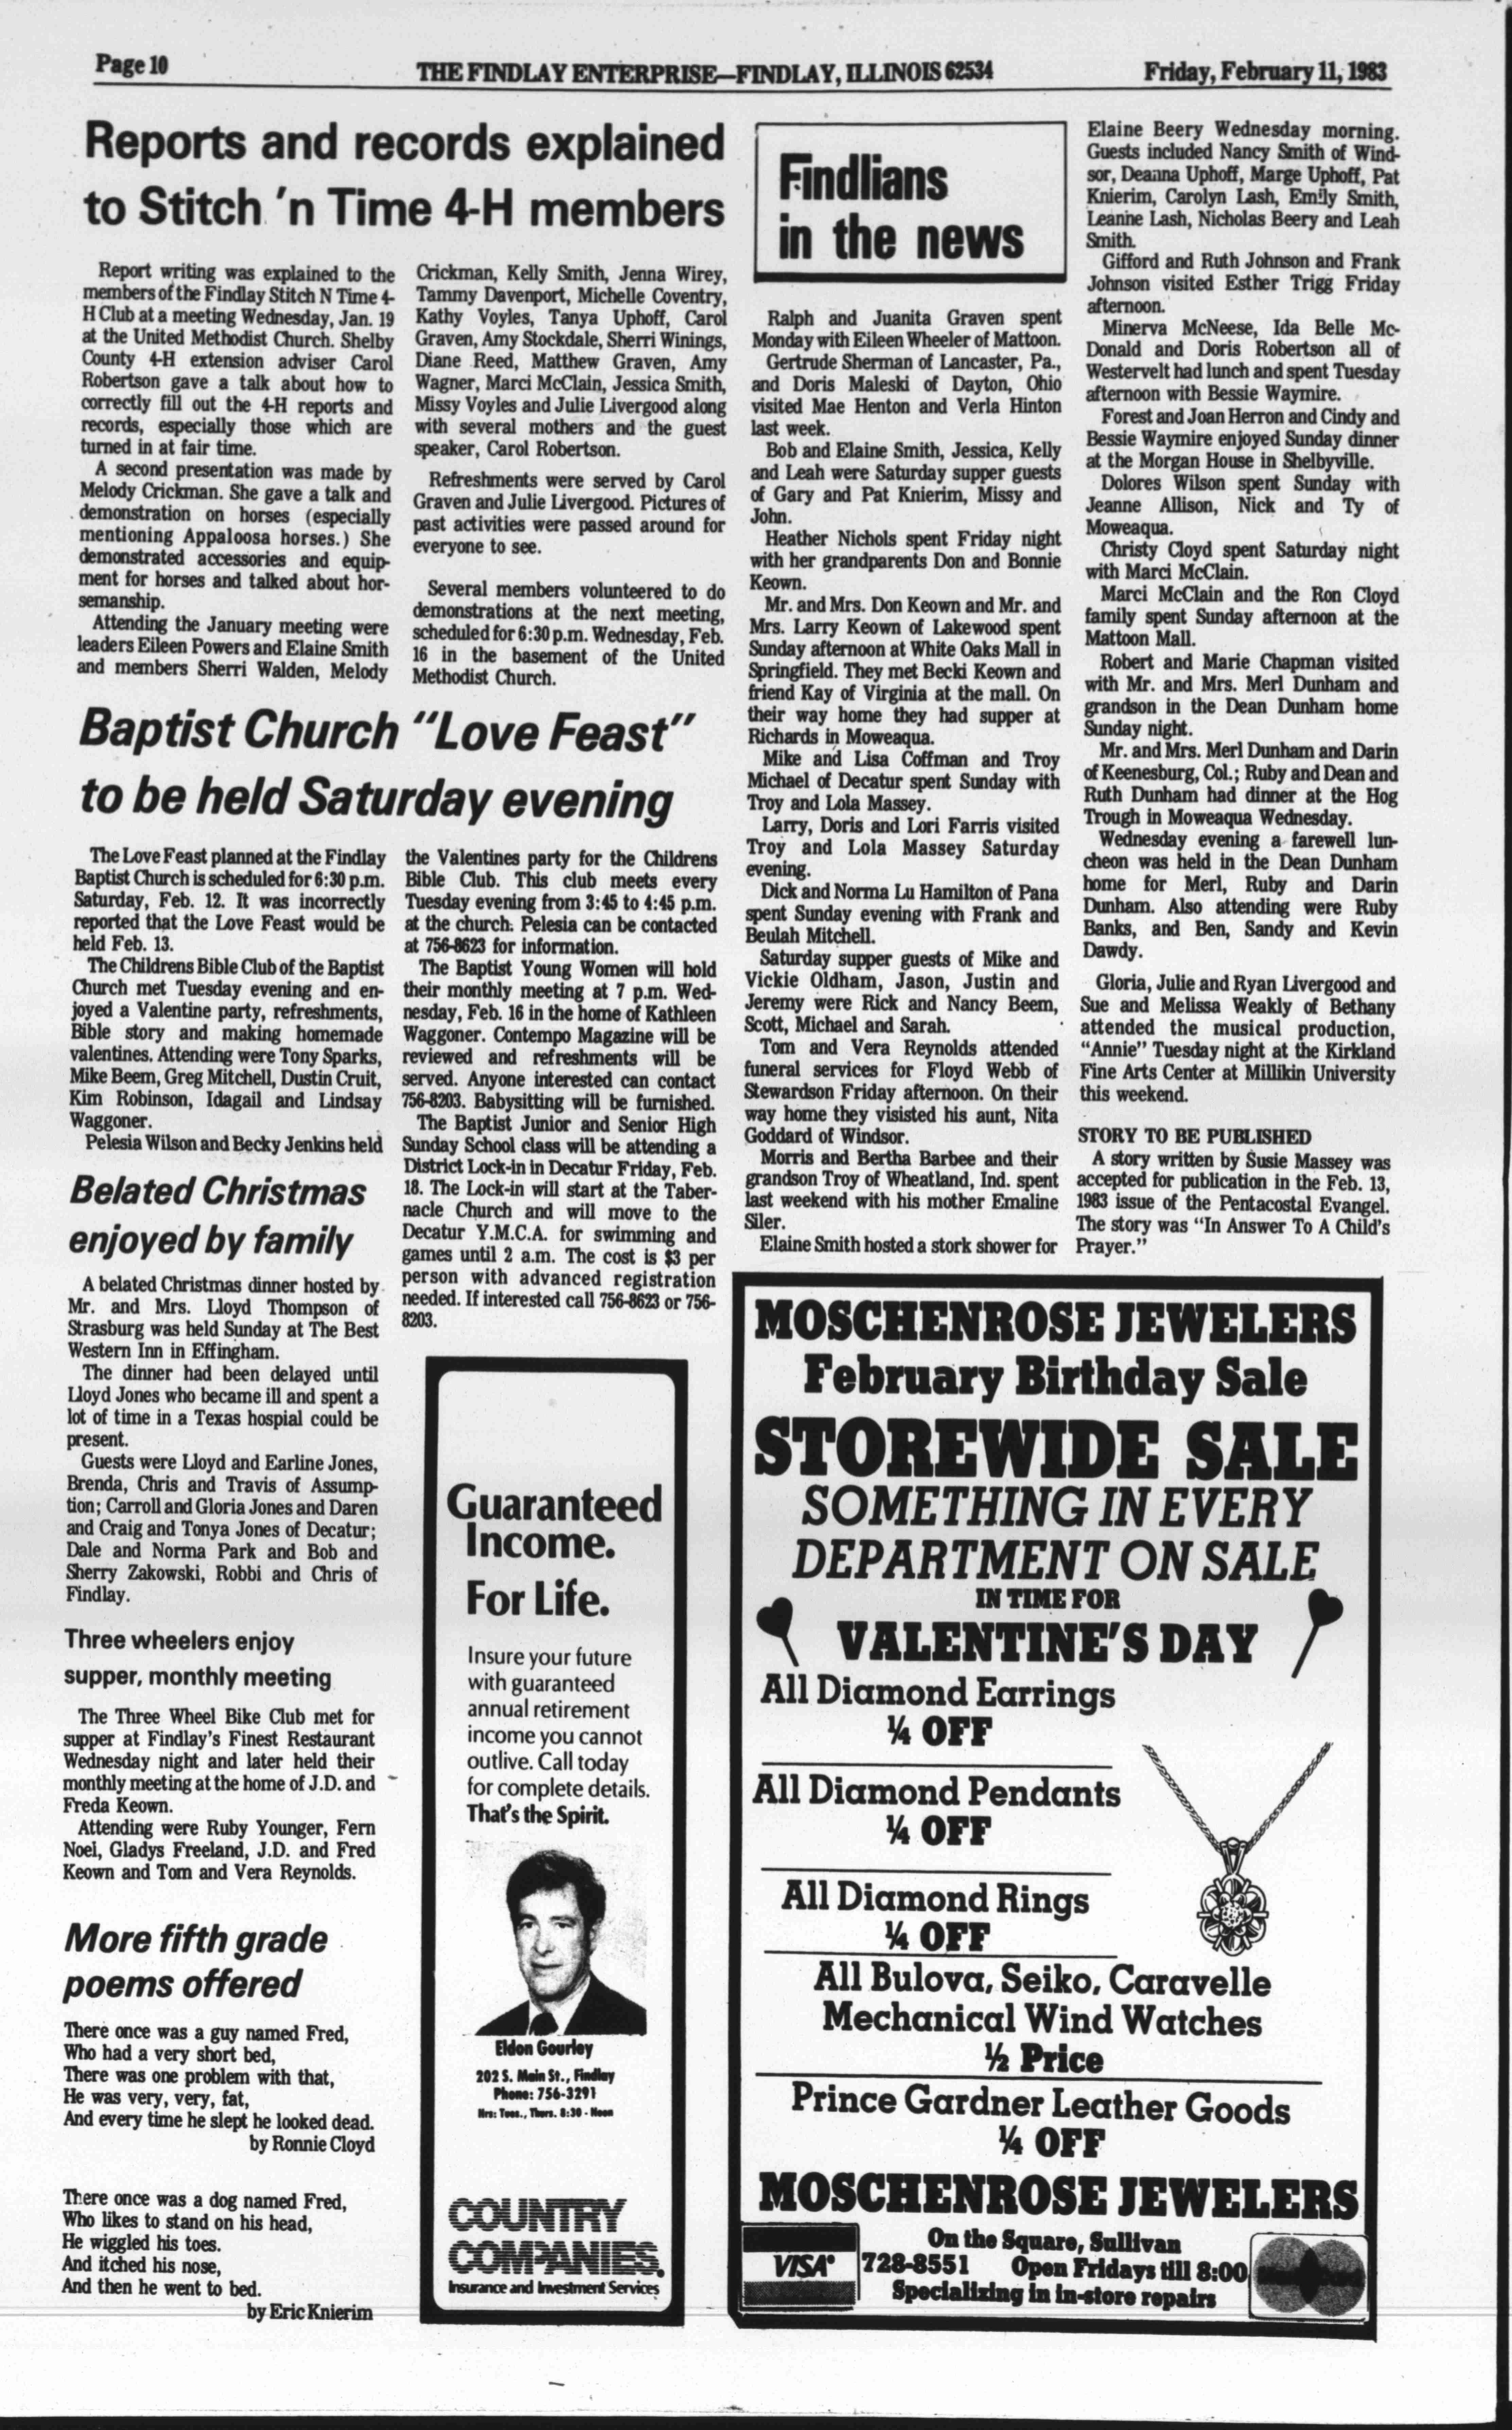 Page 10
THE FINDLAY ENTERPRISE—FINDLAY, ILLINOIS 62534
Friday, February 11, 1983
Reports and records explained
to Stitch 'n Time 4-H members
Report writing was explained to the
members of the Findlay Stitch N Time 4-
H Club at a meeting Wednesday, Jan. 19
at the United Methodist Church. Shelby
County 4-H extension adviser Carol
Robertson gave a talk about how to
correctly fill out the 4-H reports and
records, especially those which are
turned in at fair time.
A second presentation was made by
Melody Crickman. She gave a talk and
demonstration on horses (especially
mentioning Appaloosa horses.) She
demonstrated accessories and equip-
ment for horses and talked about hor-
semanship.
Attending the January meeting were
leaders Eileen Powers and Elaine Smith
and members Sherri Walden, Melody
Crickman, Kelly Smith, Jenna Wirey,
Tammy Davenport, Michelle Coventry,
Kathy Voyles, Tanya Uphoff, Carol
Graven, Amy Stockdale, Sherri Winings,
Diane Reed, Matthew Graven, Amy
Wagner, Marci McClain, Jessica Smith,
Missy Voyles and Julie Livergood along
with several mothers and the guest
speaker, Carol Robertson.
Refreshments were served by Carol
Graven and Julie Livergood. Pictures of
past activities were passed around for
everyone to see.
Several members volunteered to do
demonstrations at the next meeting,
scheduled for 6:30 p.m. Wednesday, Feb.
16 in the basement of the United
Methodist Church.
Baptist Church "Love Feast"
to be held Saturday evening
The Love Feast planned at the Findlay
Baptist Church is scheduled for 6:30 p.m.
Saturday, Feb. 12. It was incorrectly
reported that the Love Feast would be
held Feb. 13.
The Childrens Bible Club of the Baptist
Church met Tuesday evening and en-
joyed a Valentine party, refreshments,
Bible story and making homemade
valentines. Attending were Tony Sparks,
Mike Beem, Greg Mitchell, Dustin Cruit,
Kim Robinson, Idagail and Lindsay
Waggoner.
Pelesia Wilson and Becky Jenkins held
the Valentines party for the Childrens
Bible Club. This club meets every
Tuesday evening from 3:45 to 4:45 p.m.
at the church. Pelesia can be contacted
at 756-8623 for information.
The Baptist Young Women will hold
their monthly meeting at 7 p.m. Wed-
nesday, Feb. 16 in the home of Kathleen
Waggoner. Contempo Magazine will be
reviewed and refreshments will be
served. Anyone interested can contact
756-8203. Babysitting will be furnished.
The Baptist Junior and Senior High
Sunday School class will be attending a
District Lock-in in Decatur Friday, Feb.
18. The Lock-in will start at the Taber-
nacle Church and will move to the
Decatur Y.M.C.A. for swimming and
games until 2 a.m. The cost is $3 per
person with advanced registration
needed. If interested call 756-8623 or 756-
8203.
Belated Christmas
enjoyed by family
A belated Christmas dinner hosted by
Mr. and Mrs. Lloyd Thompson of
Strasburg was held Sunday at The Best
Western Inn in Effingham.
The dinner had been delayed until
Lloyd Jones who became ill and spent a
lot of time in a Texas hospial could be
present.
Guests were Lloyd and Earline Jones,
Brenda, Chris and Travis of Assump-
tion; Carroll and Gloria Jones and Daren
and Craig and Tonya Jones of Decatur;
Dale and Norma Park and Bob and
Sherry Zakowski, Robbi and Chris of
Findlay.
Three wheelers enjoy
supper, monthly meeting
The Three Wheel Bike Club met for
supper at Findlay's Finest Restaurant
Wednesday night and later held their
monthly meeting at the home of J.D. and
Freda Keown.
Attending were Ruby Younger, Fern
Noel, Gladys Freeland, J.D. and Fred
Keown and Tom and Vera Reynolds.
More fifth grade
poems offered
There once was a guy named Fred,
Who had a very short bed,
There was one problem with that,
He was very, very, fat,
And every time he slept he looked dead.
by Ronnie Cloyd
There once was a dog named Fred,
Who likes to stand on his head,
He wiggled his toes.
And itched his nose,
And then he went to bed.
by Eric Knierim
Guaranteed
Income.
For Life.
Insure your future
with guaranteed
annual retirement
income you cannot
outlive. Call today
for complete details.
That's the Spirit.
Eldon Gourley
202 S. Main St., Findlay
Phone: 756-3291
Hrs: Tues., Thurs. 8:30 - Noon
COUNTRY
COMPANIES.
Insurance and Investment Services
Findlians
in the news
Ralph and Juanita Graven spent
Monday with Eileen Wheeler of Mattoon.
Gertrude Sherman of Lancaster, Pa.,
and Doris Maleski of Dayton, Ohio
visited Mae Henton and Verla Hinton
last week.
Bob and Elaine Smith, Jessica, Kelly
and Leah were Saturday supper guests
of Gary and Pat Knierim, Missy and
John.
Heather Nichols spent Friday night
with her grandparents Don and Bonnie
Keown.
Mr. and Mrs. Don Keown and Mr. and
Mrs. Larry Keown of Lakewood spent
Sunday afternoon at White Oaks Mall in
Springfield. They met Becki Keown and
friend Kay of Virginia at the mall. On
their way home they had supper at
Richards in Moweaqua.
Mike and Lisa Coffman and Troy
Michael of Decatur spent Sunday with
Troy and Lola Massey.
Larry, Doris and Lori Farris visited
Troy and Lola Massey Saturday
evening.
Dick and Norma Lu Hamilton of Pana
spent Sunday evening with Frank and
Beulah Mitchell.
Saturday supper guests of Mike and
Vickie Oldham, Jason, Justin and
Jeremy were Rick and Nancy Beem,
Scott, Michael and Sarah.
Tom and Vera Reynolds attended
funeral services for Floyd Webb of
Stewardson Friday afternoon. On their
way home they visisted his aunt, Nita
Goddard of Windsor.
Morris and Bertha Barbee and their
grandson Troy of Wheatland, Ind. spent
last weekend with his mother Emaline
Siler.
Elaine Smith hosted a stork shower for
Elaine Beery Wednesday morning.
Guests included Nancy Smith of Wind-
sor, Deanna Uphoff, Marge Uphoff, Pat
Knierim, Carolyn Lash, Emily Smith,
Leanne Lash, Nicholas Beery and Leah
Smith.
Gifford and Ruth Johnson and Frank
Johnson visited Esther Trigg Friday
afternoon.
Minerva McNeese, Ida Belle Mc-
Donald and Doris Robertson all of
Westervelt had lunch and spent Tuesday
afternoon with Bessie Waymire.
Forest and Joan Herron and Cindy and
Bessie Waymire enjoyed Sunday dinner
at the Morgan House in Shelbyville.
Dolores Wilson spent Sunday with
Jeanne Allison, Nick and Ty of
Moweaqua.
Christy Cloyd spent Saturday night
with Marci McClain.
Marci McClain and the Ron Cloyd
family spent Sunday afternoon at the
Mattoon Mall.
Robert and Marie Chapman visited
with Mr. and Mrs. Merl Dunham and
grandson in the Dean Dunham home
Sunday night.
Mr. and Mrs. Merl Dunham and Darin
of Keenesburg, Col.; Ruby and Dean and
Ruth Dunham had dinner at the Hog
Trough in Moweaqua Wednesday.
Wednesday evening a farewell lun-
cheon was held in the Dean Dunham
home for Merl, Ruby and Darin
Dunham. Also attending were Ruby
Banks, and Ben, Sandy and Kevin
Dawdy.
Gloria, Julie and Ryan Livergood and
Sue and Melissa Weakly of Bethany
attended the musical production,
"Annie" Tuesday night at the Kirkland
Fine Arts Center at Millikin University
this weekend.
STORY TO BE PUBLISHED
A story written by Susie Massey was
accepted for publication in the Feb. 13,
1983 issue of the Pentacostal Evangel.
The story was "In Answer To A Child's
Prayer."
MOSCHENROSE JEWELERS
February Birthday Sale
STOREWIDE SALE
SOMETHING IN EVERY
DEPARTMENT ON SALE
IN TIME FOR
VALENTINE'S DAY
All Diamond Earrings
¼ OFF
All Diamond Pendants
¼ OFF
All Diamond Rings
¼ OFF
All Bulova, Seiko, Caravelle
Mechanical Wind Watches
½ Price
Prince Gardner Leather Goods
¼ OFF
MOSCHENROSE JEWELERS
On the Square, Sullivan
VISA
728-8551 Open Fridays till 8:00
Specializing in in-store repairs